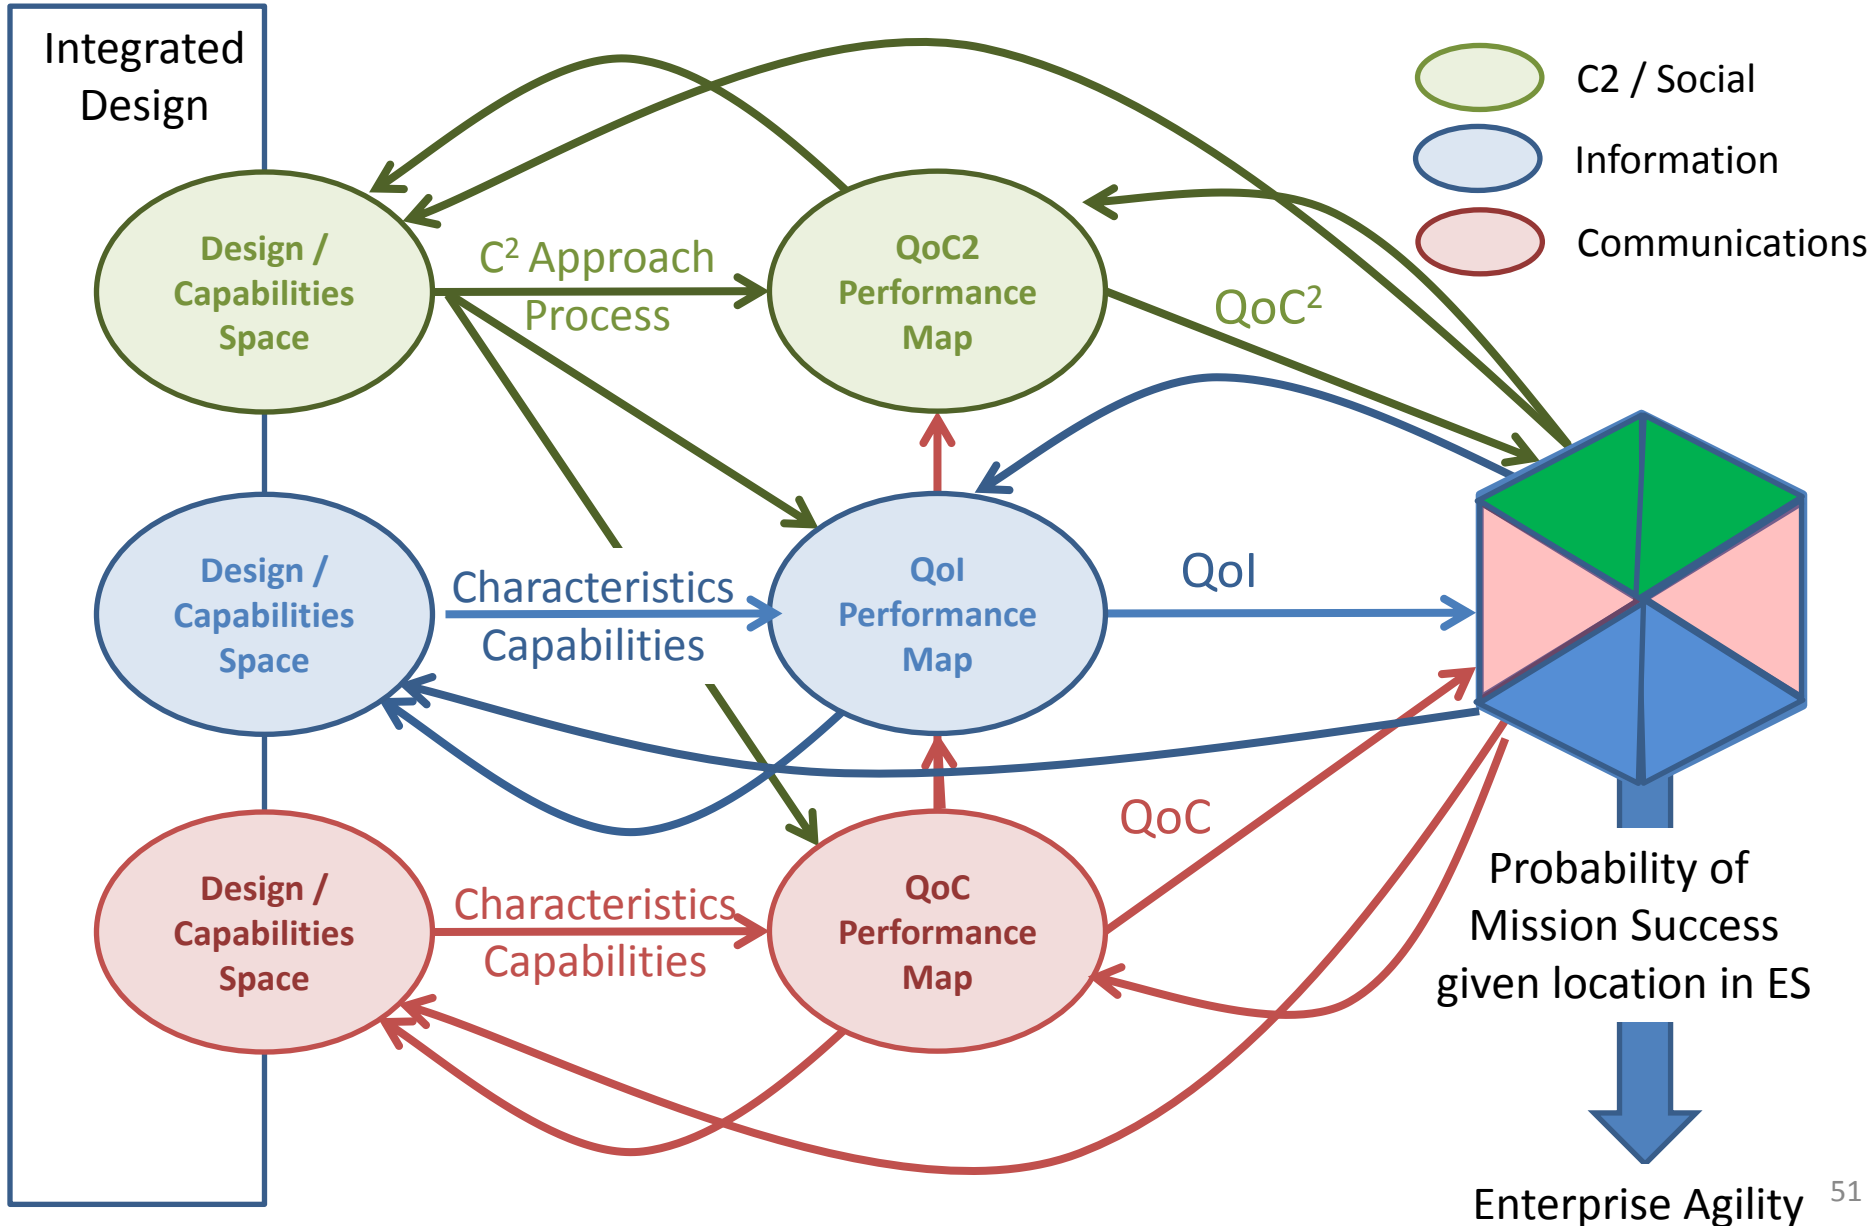 Integrated
Design
C2 / Social
Information
Communications
Design /
Capabilities
Space
C² Approach
Process
QoC2
Performance
Map
QoC²
Design /
Capabilities
Space
Characteristics
Capabilities
QoI
Performance
Map
QoI
Design /
Capabilities
Space
Characteristics
Capabilities
QoC
Performance
Map
QoC
Probability of
Mission Success
given location in ES
Enterprise Agility
51